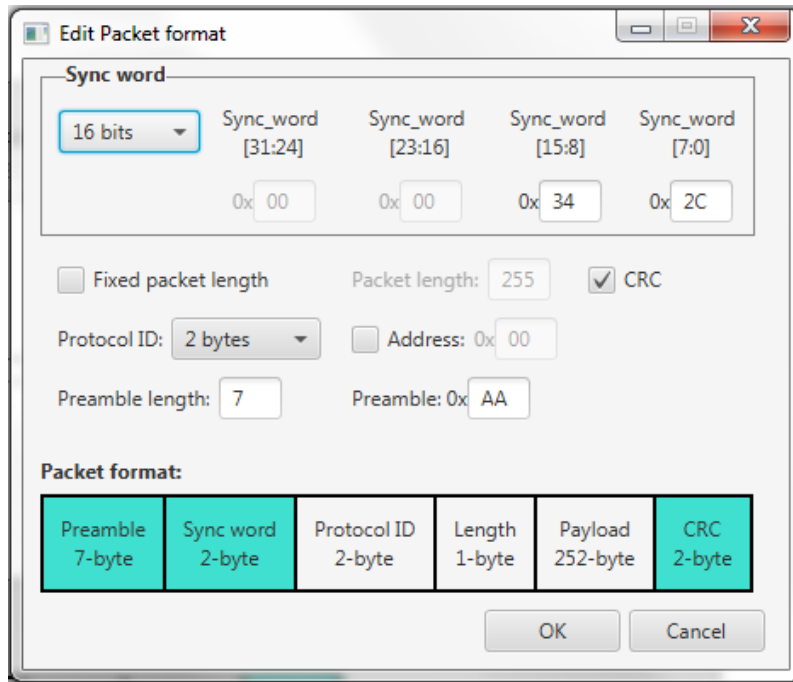 Edit Packet format
Sync word
16 bits
Sync_word Sync_word Sync_word Sync_word
[31:24] [23:16] [15:8] [7:0]
0x 00 0x 00 0x 34 0x 2C
Fixed packet length Packet length: 255 CRC
Protocol ID: 2 bytes Address: 0x 00
Preamble length: 7 Preamble: 0x AA
Packet format:
Preamble Sync word Protocol ID Length Payload CRC
7-byte 2-byte 2-byte 1-byte 252-byte 2-byte
OK Cancel